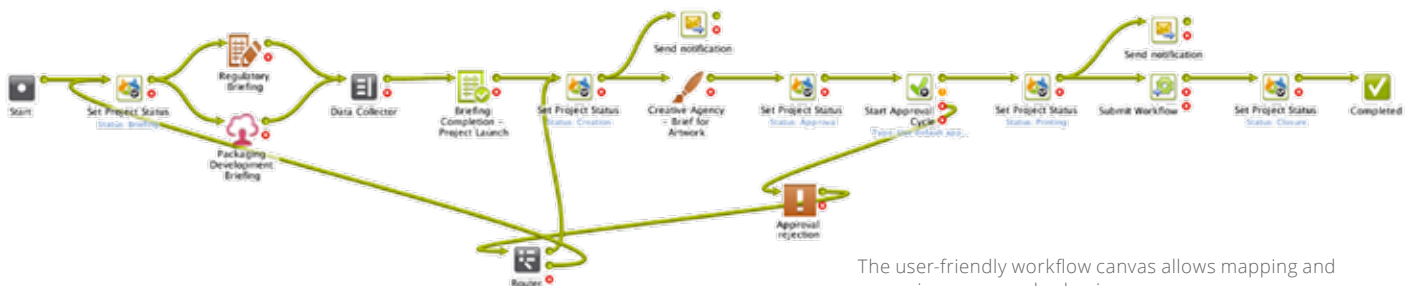 Start
Set Project Status
Status: Briefing
Regulatory
Briefing
Packaging
Development
Briefing
Data Collector
Briefing
Completion –
Project Launch
Set Project Status
Status: Creation
Send notification
Creative Agency
– Brief for
Artwork
Set Project Status
Status: Approval
Start Approval
Cycle
Approval
rejection
Router
Set Project Status
Status: Printing
Send notification
Submit Workflow
Set Project Status
Status: Closure
Completed
The user-friendly workflow canvas allows mapping and